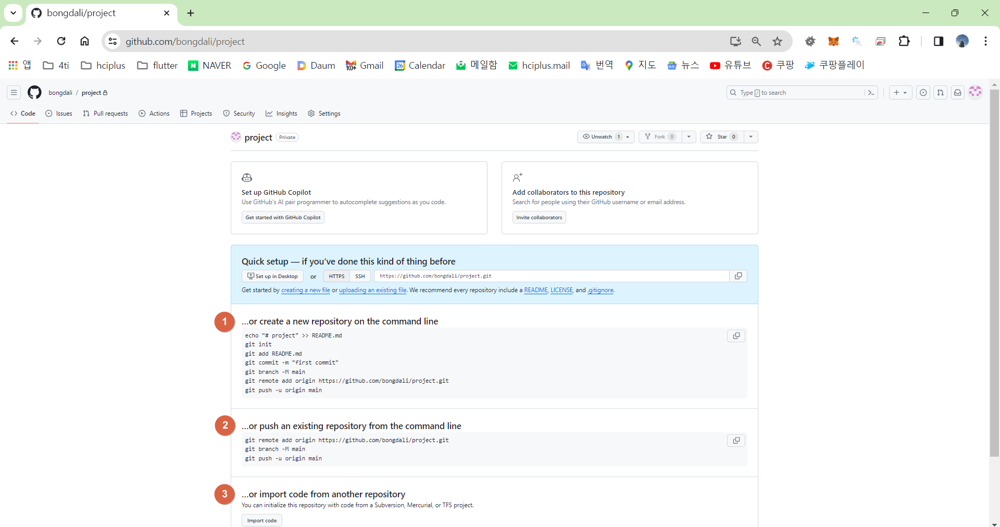 bongdali/project
github.com/bongdali/project
앱 4ti hciplus flutter NAVER Google Daum Gmail Calendar 메일함 hciplus.mail 번역 지도 뉴스 유튜브 쿠팡 쿠팡플레이
bongdali / project Type / to search
Code Issues Pull requests Actions Projects Security Insights Settings
project Private Unwatch 1 Fork 0 Star 0
Set up GitHub Copilot
Use GitHub's AI pair programmer to autocomplete suggestions as you code.
Get started with GitHub Copilot
Add collaborators to this repository
Search for people using their GitHub username or email address.
Invite collaborators
Quick setup — if you’ve done this kind of thing before
Set up in Desktop or HTTPS SSH https://github.com/bongdali/project.git
Get started by creating a new file or uploading an existing file. We recommend every repository include a README, LICENSE, and .gitignore.
1 …or create a new repository on the command line
echo "# project" >> README.md
git init
git add README.md
git commit -m "first commit"
git branch -M main
git remote add origin https://github.com/bongdali/project.git
git push -u origin main
2 …or push an existing repository from the command line
git remote add origin https://github.com/bongdali/project.git
git branch -M main
git push -u origin main
3 …or import code from another repository
You can initialize this repository with code from a Subversion, Mercurial, or TFS project.
Import code